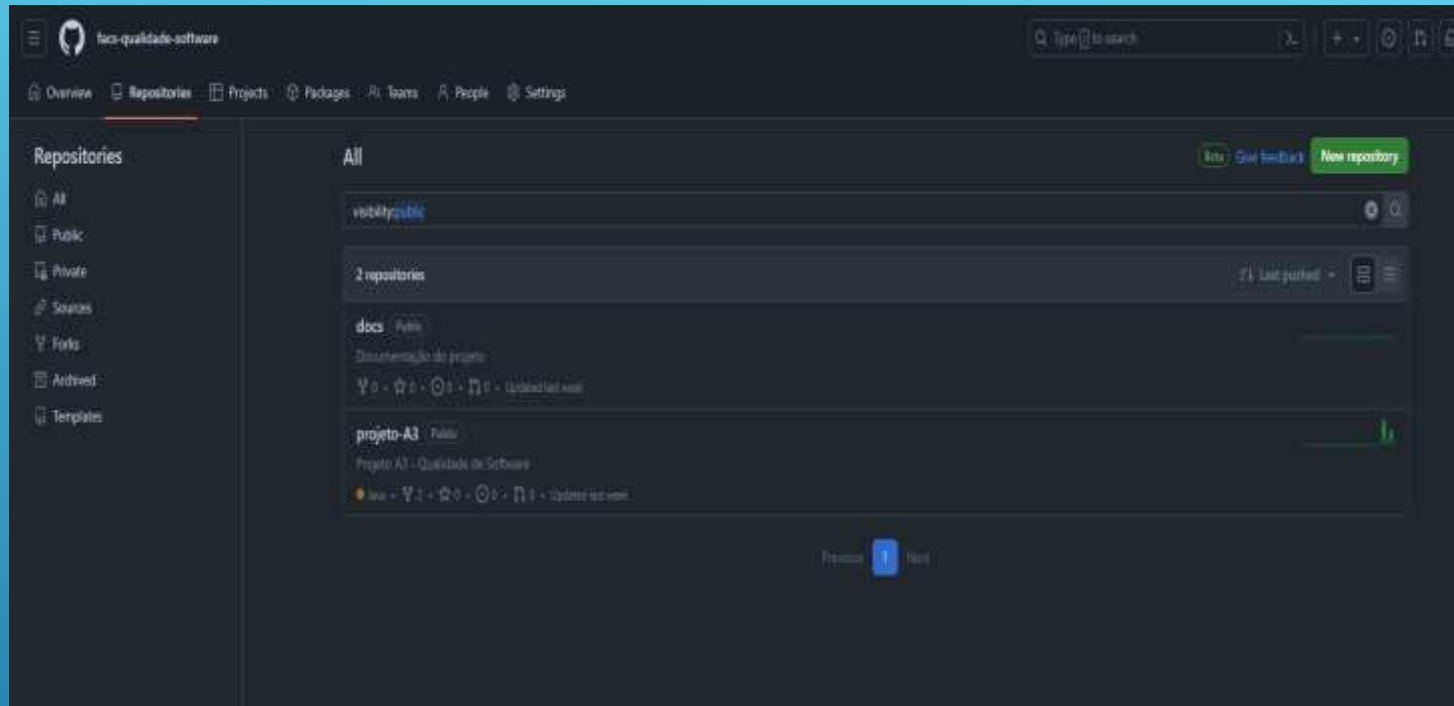 facs-qualidade-software
Type / to search
Overview Repositories Projects Packages Teams People Settings
Repositories
All
Public
Private
Sources
Forks
Archived
Templates
All
Beta Give feedback New repository
visibility:public
2 repositories
Last pushed
docs Public
Documentação do projeto
0 0 0 0 Updated last week
projeto-A3 Public
Projeto A3 - Qualidade de Software
Java 0 0 0 Updated last week
Previous 1 Next